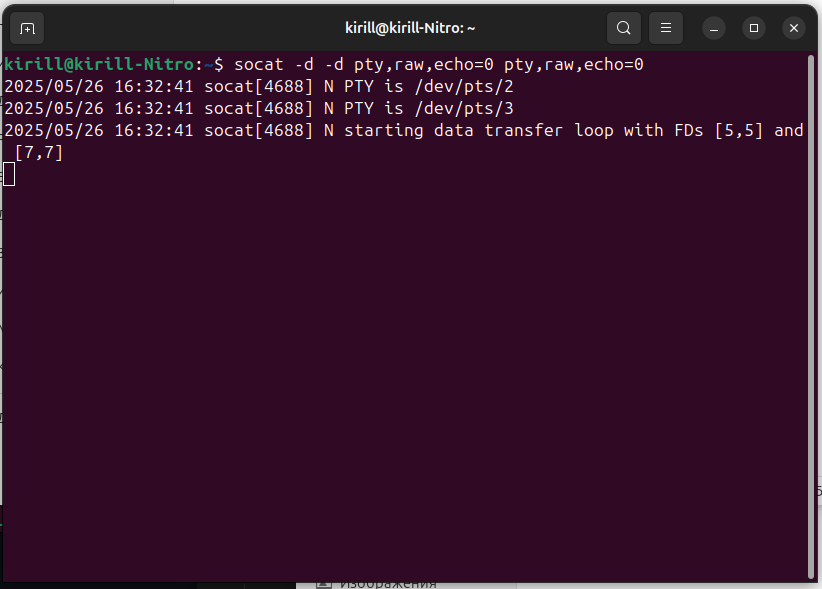 kirill@kirill-Nitro: ~
kirill@kirill-Nitro:~$ socat -d -d pty,raw,echo=0 pty,raw,echo=0
2025/05/26 16:32:41 socat[4688] N PTY is /dev/pts/2
2025/05/26 16:32:41 socat[4688] N PTY is /dev/pts/3
2025/05/26 16:32:41 socat[4688] N starting data transfer loop with FDs [5,5] and
[7,7]
Изображения